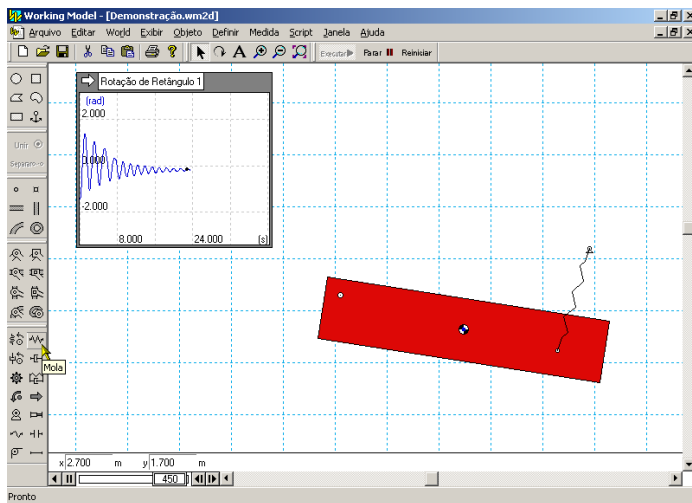 Working Model - [Demonstração.wm2d]
Arquivo Editar World Exibir Objeto Definir Medida Script Janela Ajuda
Executar Parar Reiniciar
Rotação de Retângulo 1
(rad)
2.000
0.000
-2.000
8.000 24.000 (s)
Unir
Separar
Mola
x 2.700 m y 1.700 m
450
Pronto